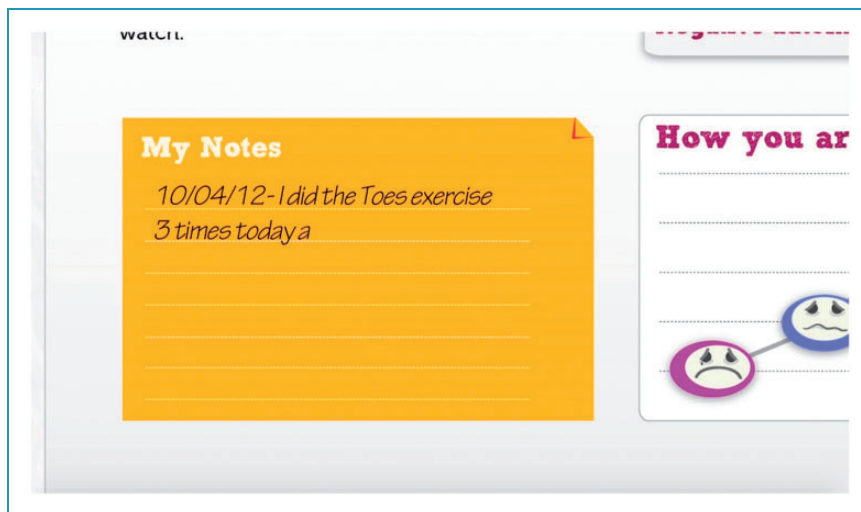 watch.
My Notes
10/04/12- I did the Toes exercise
3 times today a
How you ar